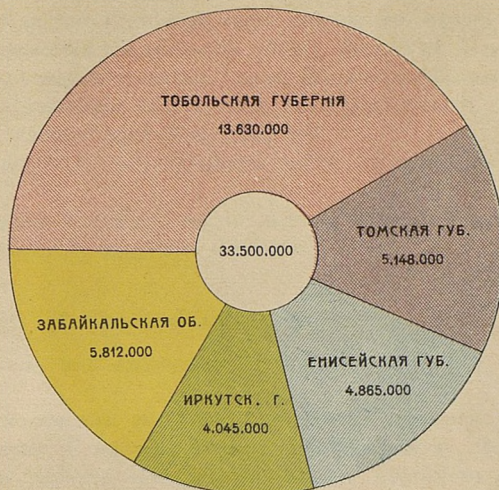 ТОБОЛЬСКАЯ ГУБЕРНІЯ
13.630.000
ТОМСКАЯ ГУБ.
5.148.000
33.500.000
ЗАБАЙКАЛЬСКАЯ ОБ.
5.812.000
ЕНИСЕЙСКАЯ ГУБ.
4.865.000
ИРКУТСК. Г.
4.045.000